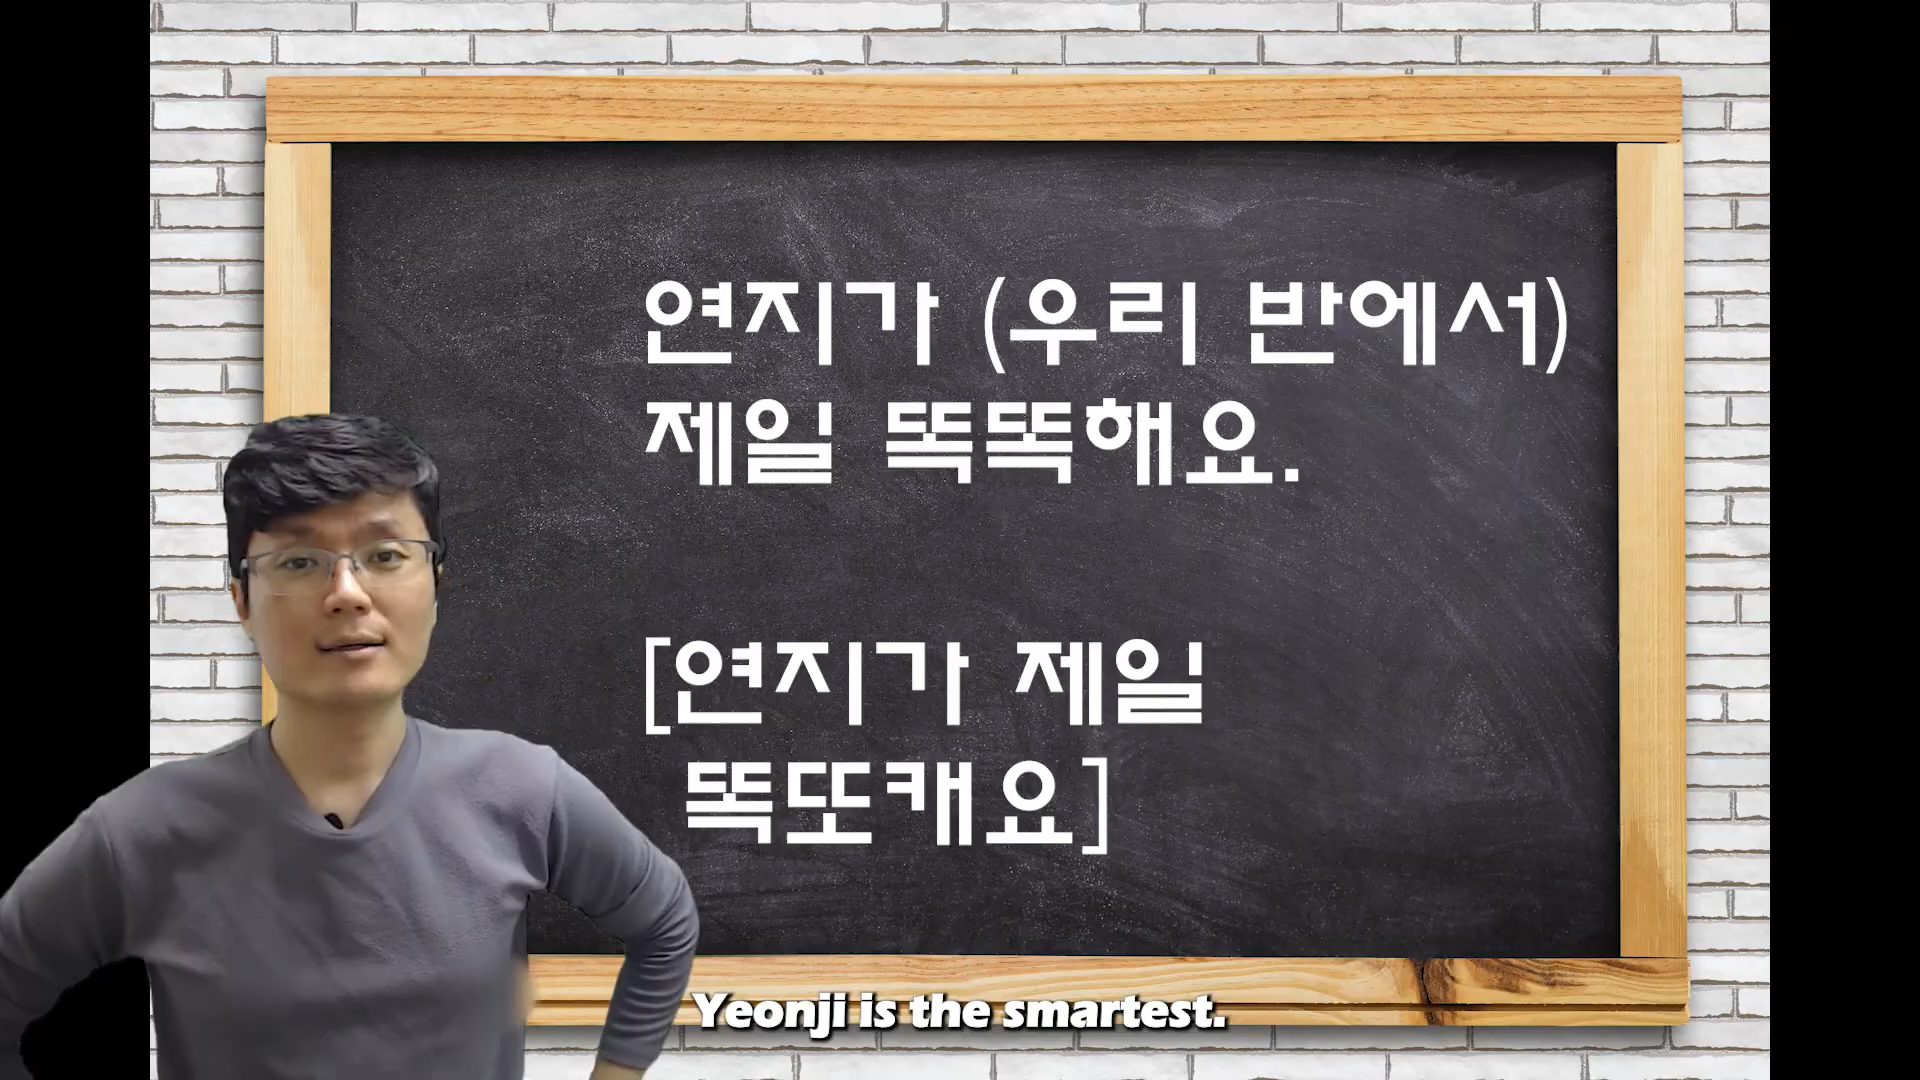 연지가 (우리 반에서)
제일 똑똑해요.
[연지가 제일
똑또캐요]
Yeonji is the smartest.